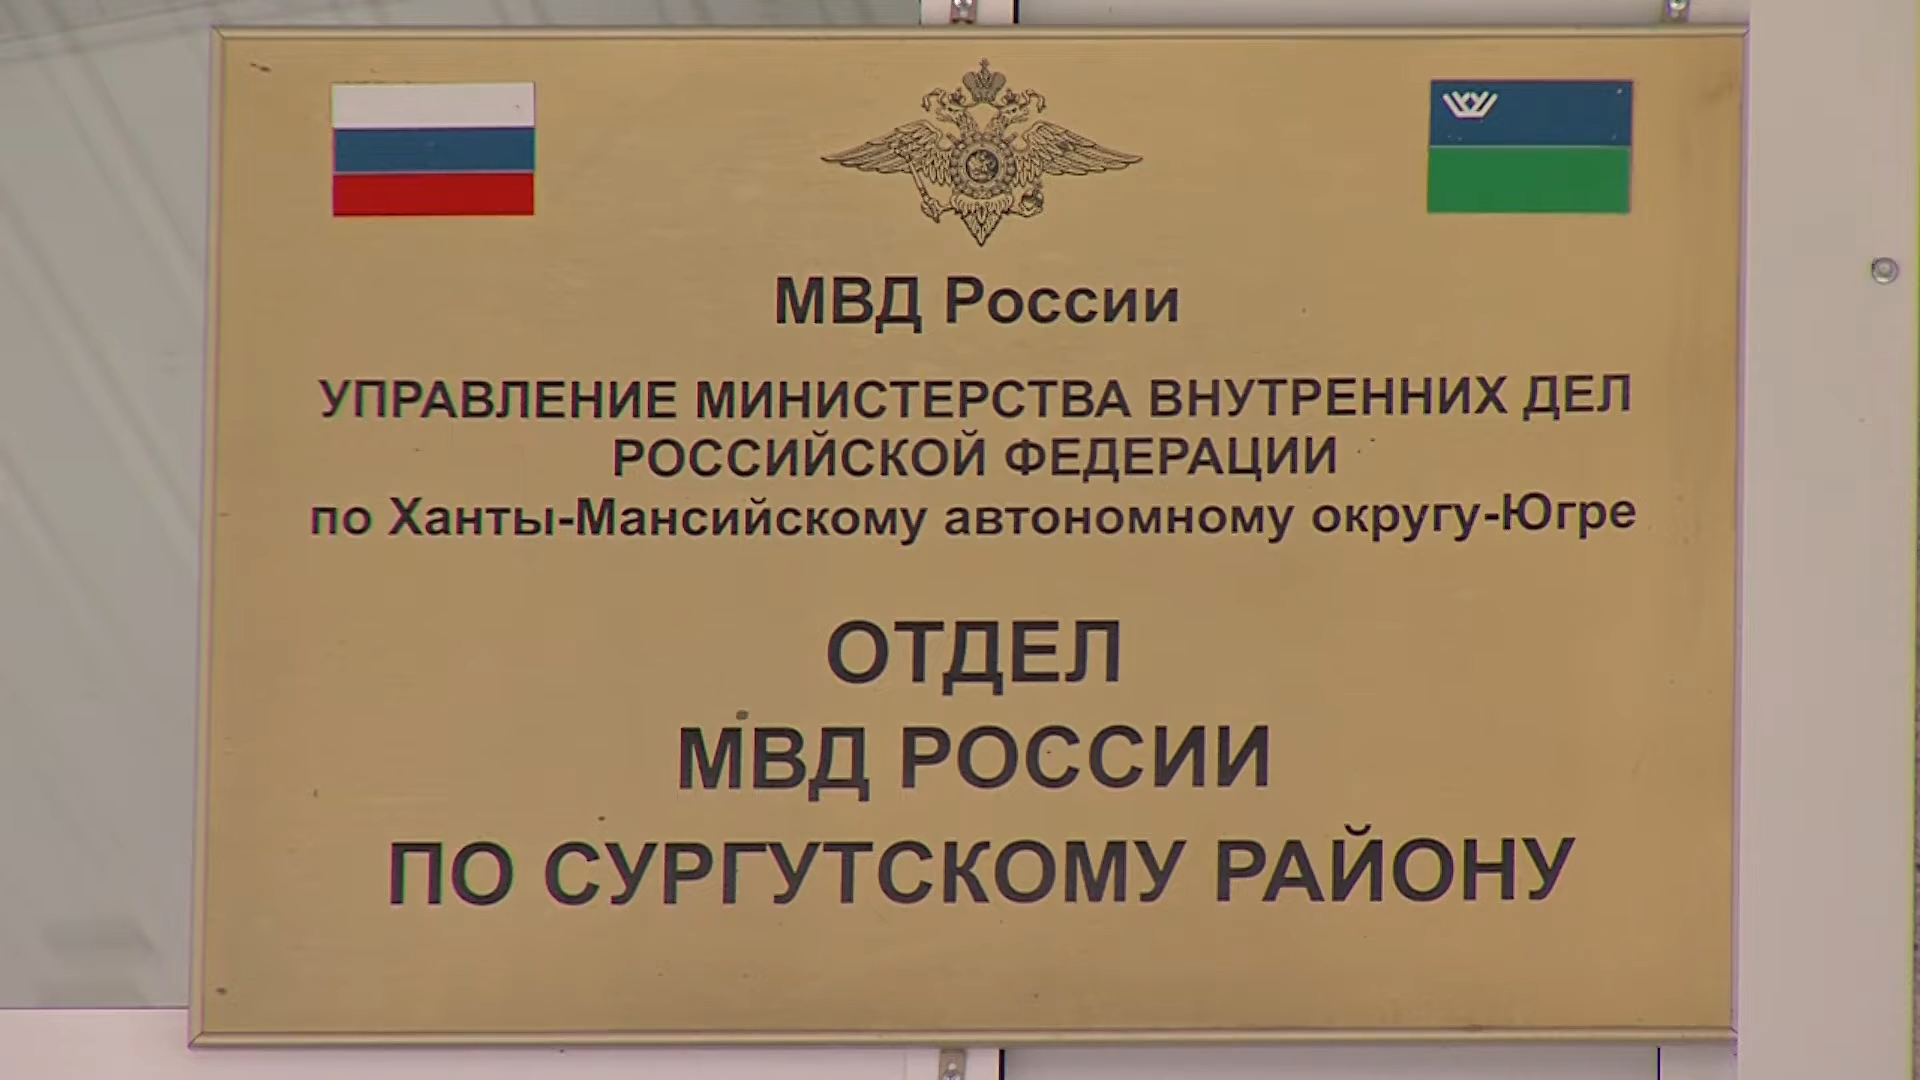 МВД России
УПРАВЛЕНИЕ МИНИСТЕРСТВА ВНУТРЕННИХ ДЕЛ
РОССИЙСКОЙ ФЕДЕРАЦИИ
по Ханты-Мансийскому автономному округу-Югре
ОТДЕЛ
МВД РОССИИ
ПО СУРГУТСКОМУ РАЙОНУ